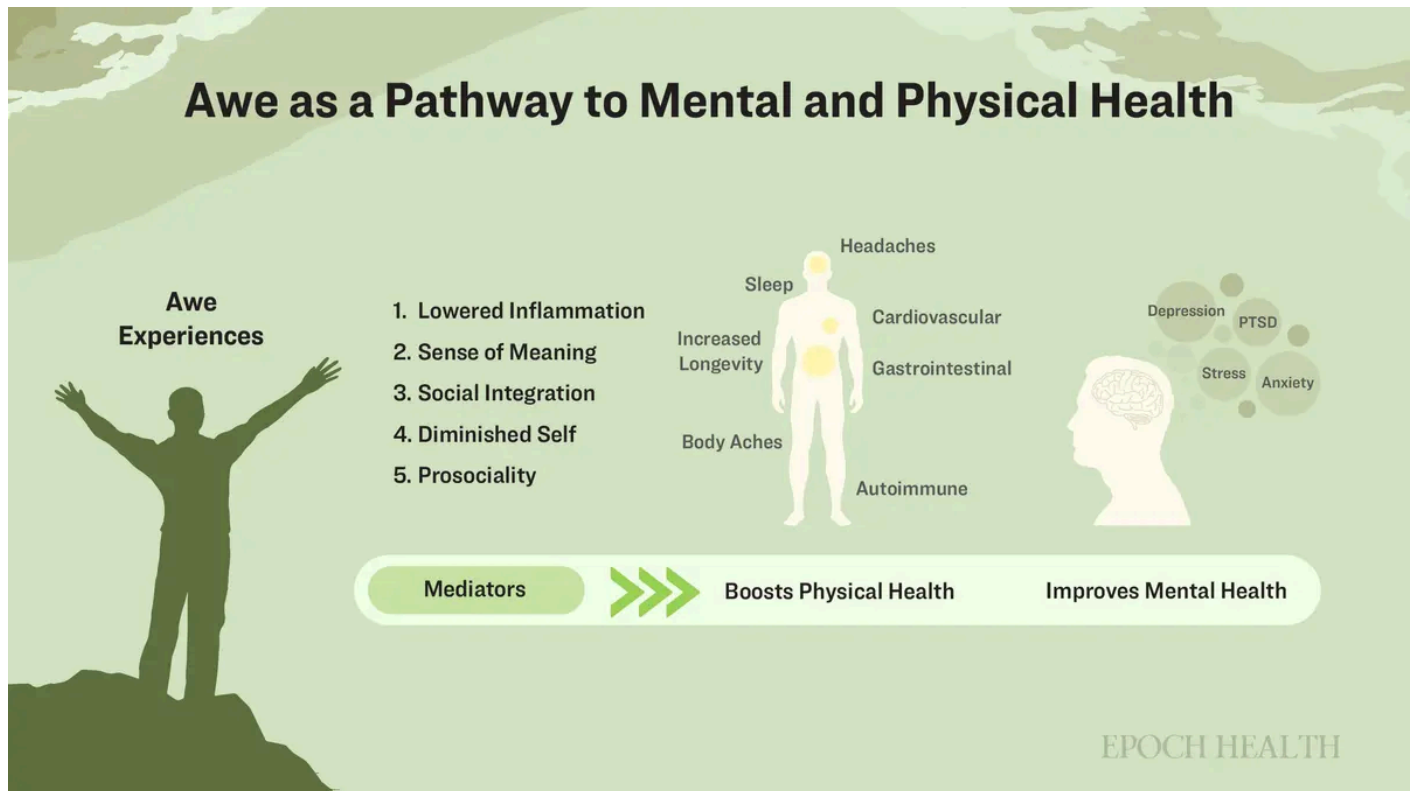 Awe as a Pathway to Mental and Physical Health
Awe
Experiences
1. Lowered Inflammation
2. Sense of Meaning
3. Social Integration
4. Diminished Self
5. Prosociality
Headaches
Sleep
Cardiovascular
Increased
Longevity
Gastrointestinal
Body Aches
Autoimmune
Depression
PTSD
Stress
Anxiety
Mediators
Boosts Physical Health
Improves Mental Health
EPOCH HEALTH